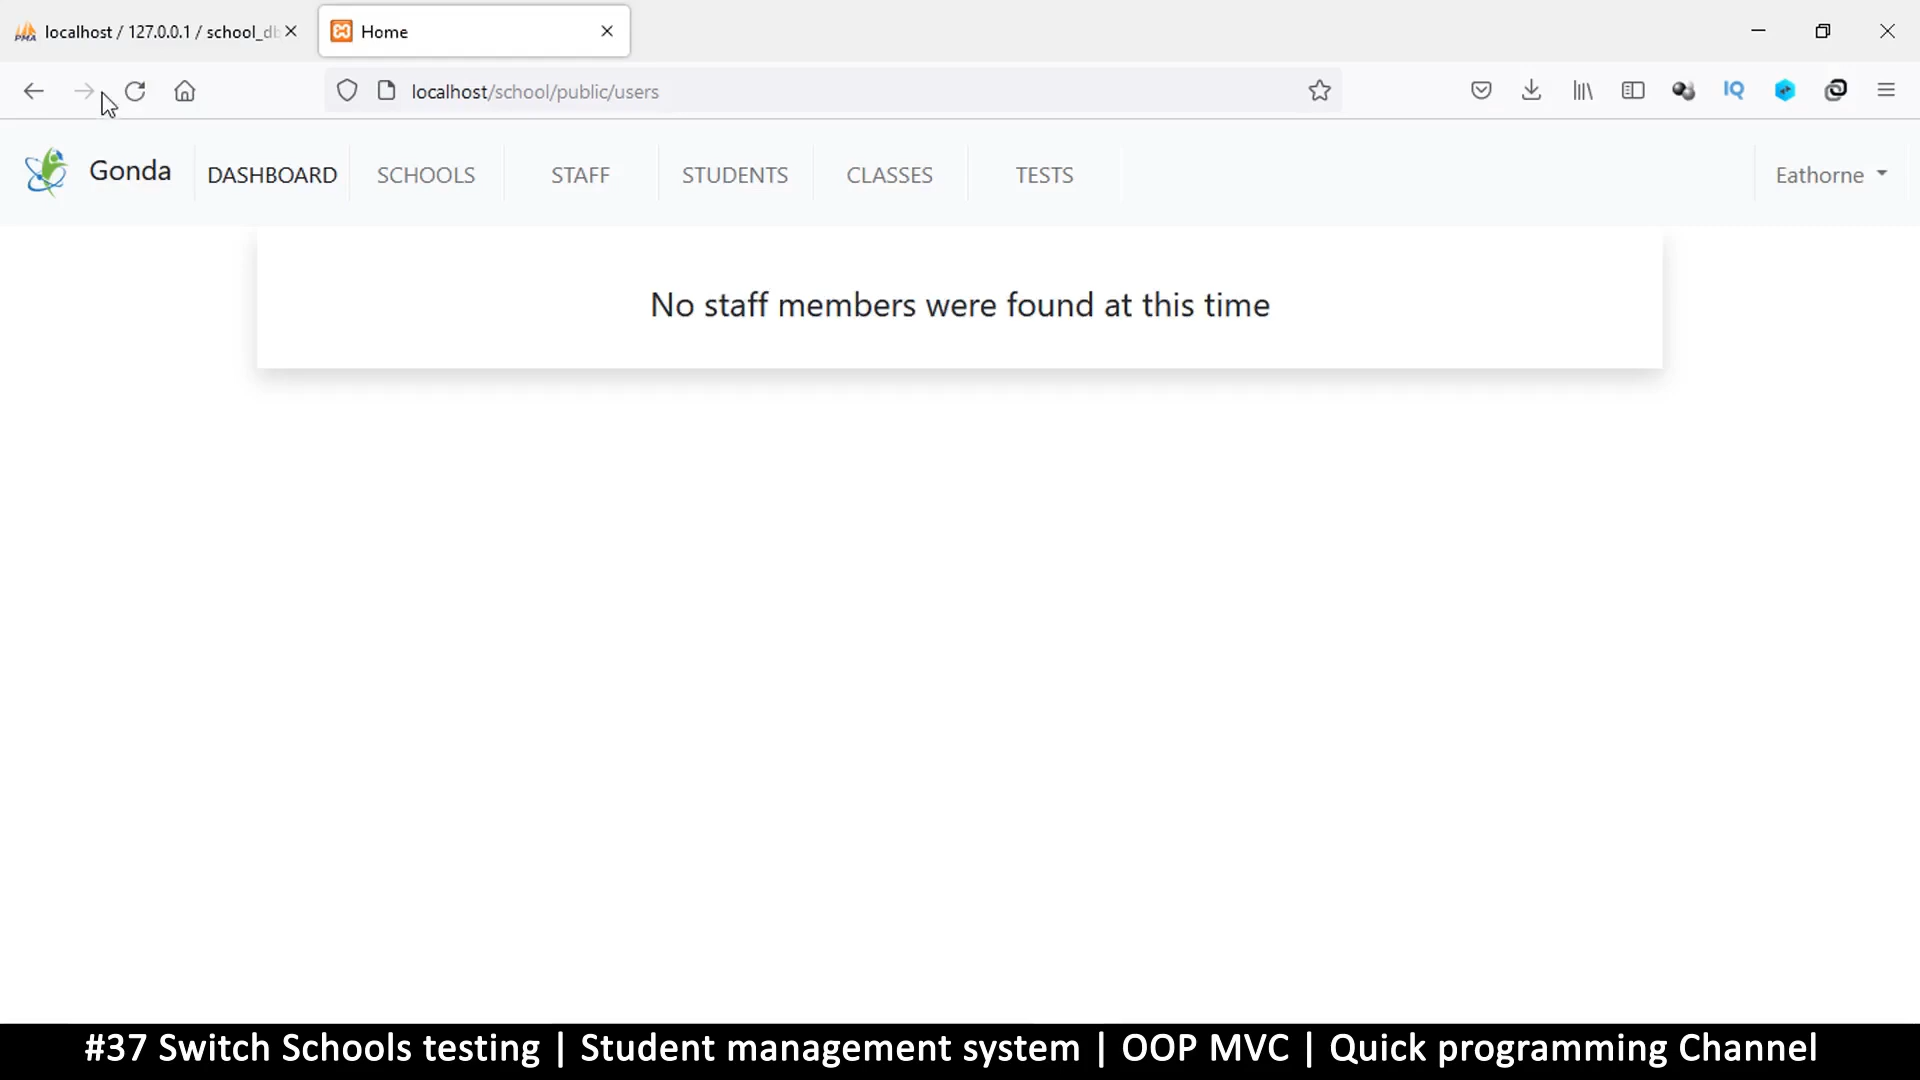 localhost / 127.0.0.1 / school_db
Home
localhost/school/public/users
IQ
Gonda
DASHBOARD
SCHOOLS
STAFF
STUDENTS
CLASSES
TESTS
Eathorne
No staff members were found at this time
#37 Switch Schools testing | Student management system | OOP MVC | Quick programming Channel